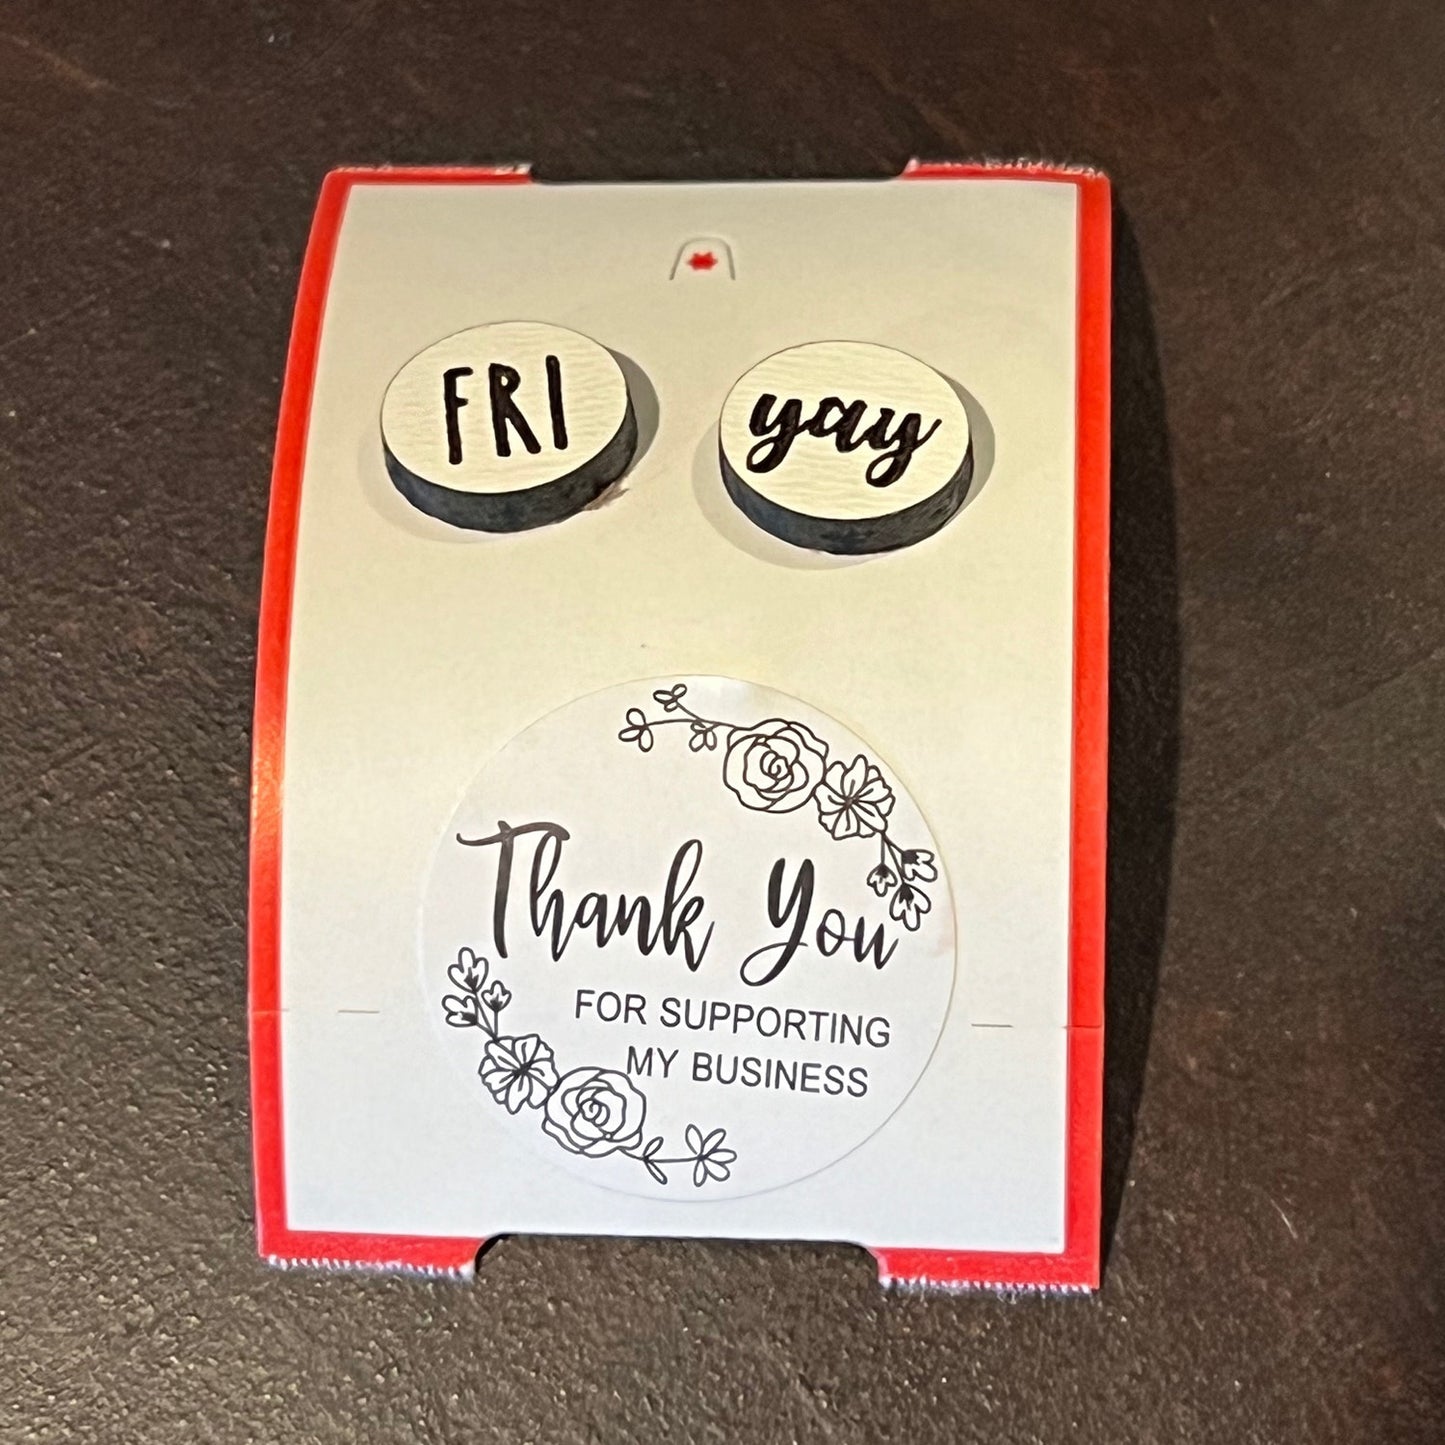 FRI
yay
Thank You
FOR SUPPORTING
MY BUSINESS